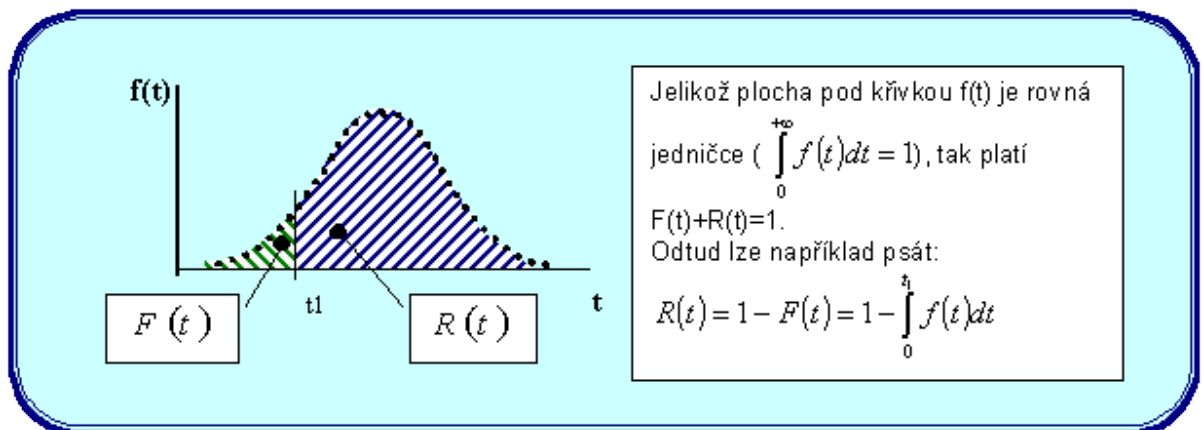 f(t)
t1
t
F (t)
R (t)
Jelikož plocha pod křivkou f(t) je rovná
jedničce ( ∫₀⁺∞ f(t)dt = 1), tak platí
F(t)+R(t)=1.
Odtud lze například psát:
R(t) = 1 − F(t) = 1 − ∫₀^t₁ f(t)dt